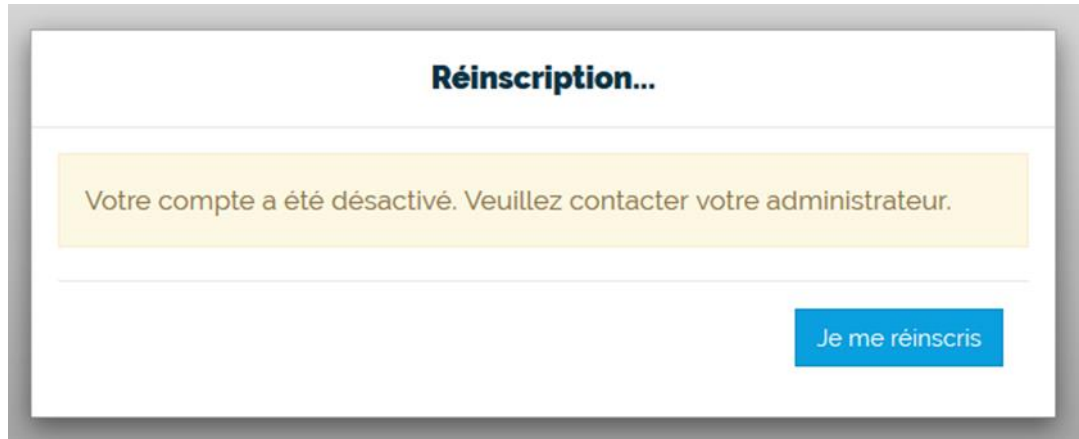 Réinscription...
Votre compte a été désactivé. Veuillez contacter votre administrateur.
Je me réinscris